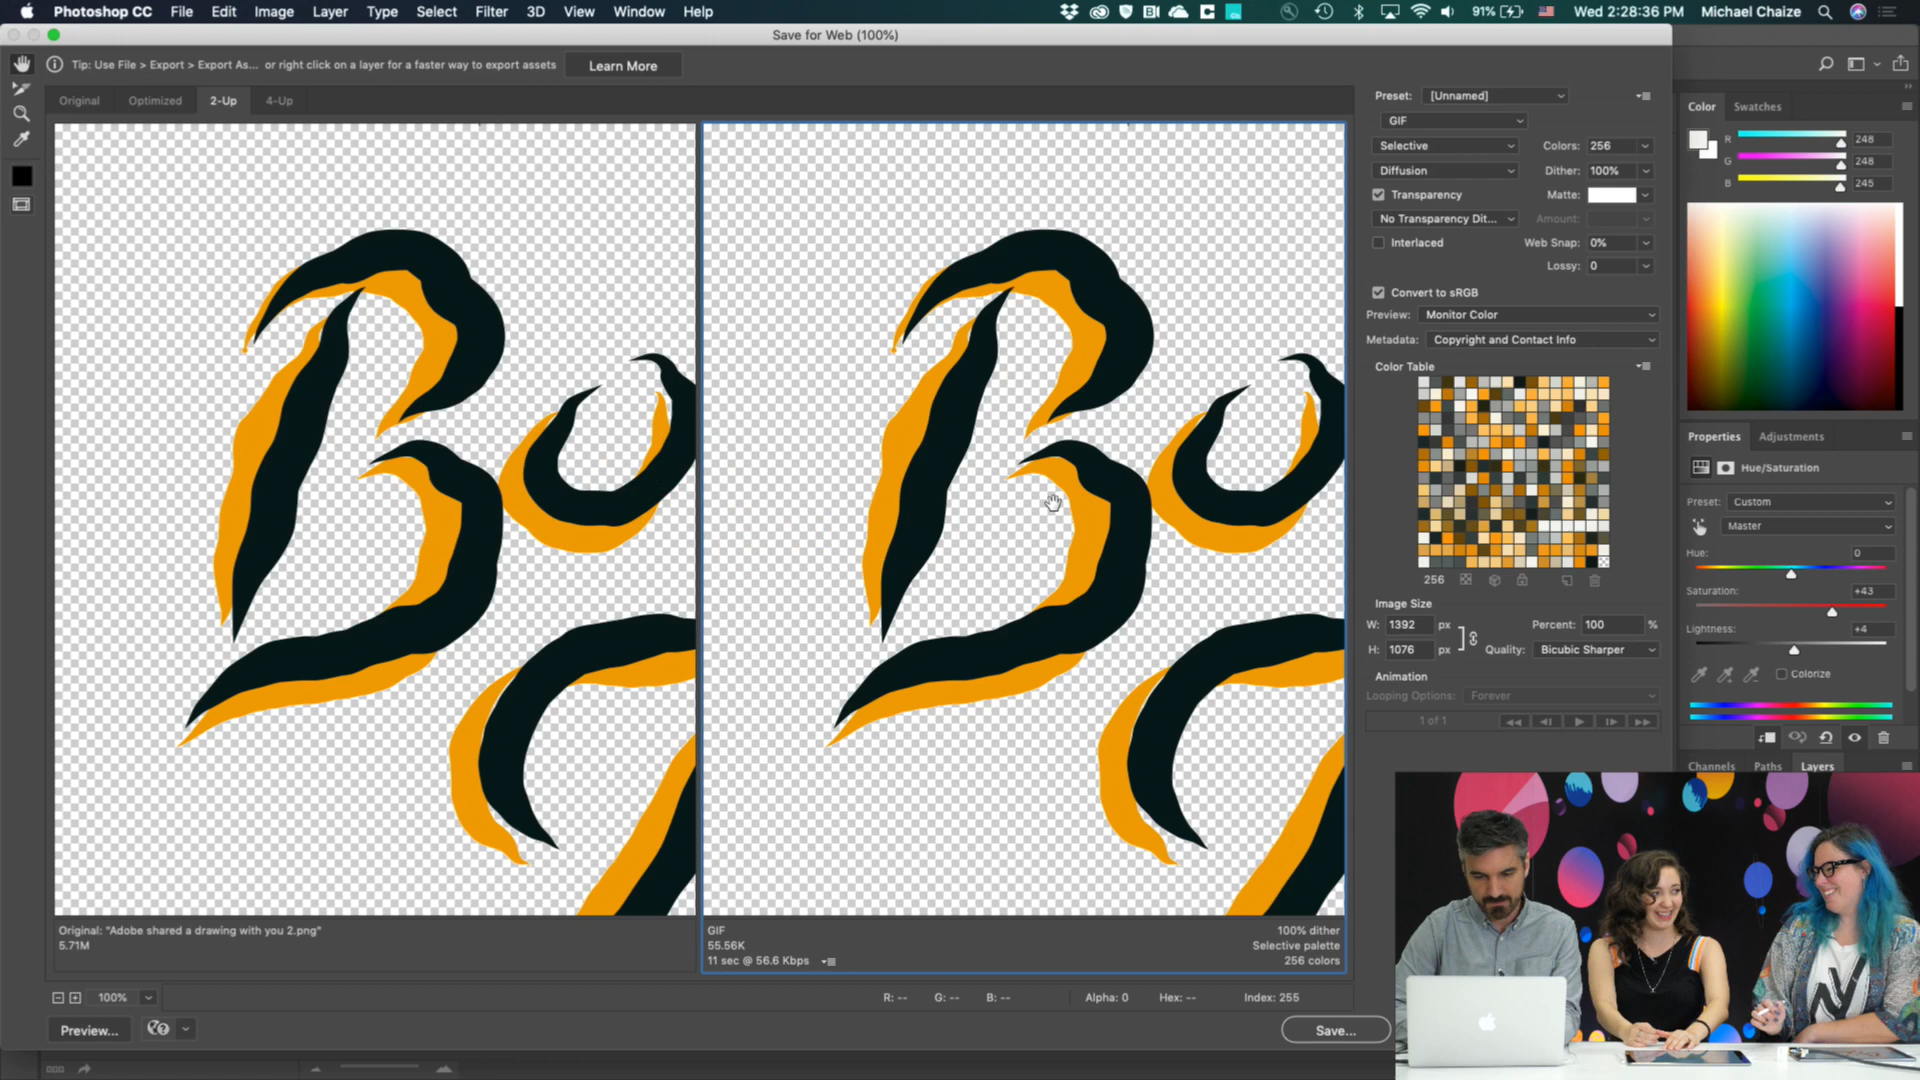 Photoshop CC File Edit Image Layer Type Select Filter 3D View Window Help 91% Wed 2:28:36 PM Michael Chaize
Save for Web (100%)
Tip: Use File > Export > Export As... or right click on a layer for a faster way to export assets Learn More
Original Optimized 2-Up 4-Up
Preset: [Unnamed]
GIF
Selective Colors: 256
Diffusion Dither: 100%
Transparency Matte:
No Transparency Dit... Amount:
Interlaced Web Snap: 0%
Lossy: 0
Convert to sRGB
Preview: Monitor Color
Metadata: Copyright and Contact Info
Color Table
256
Image Size
W: 1392 px Percent: 100 %
H: 1076 px Quality: Bicubic Sharper
Animation
Looping Options: Forever
1 of 1
Color Swatches
R 248
G 248
B 245
Properties Adjustments
Hue/Saturation
Preset: Custom
Master
Hue: 0
Saturation: +43
Lightness: +4
Colorize
Channels Paths Layers
Original: "Adobe shared a drawing with you 2.png"
5.71M
GIF 100% dither
55.56K Selective palette
11 sec @ 56.6 Kbps 256 colors
100% R: -- G: -- B: -- Alpha: 0 Hex: -- Index: 255
Preview... Save...